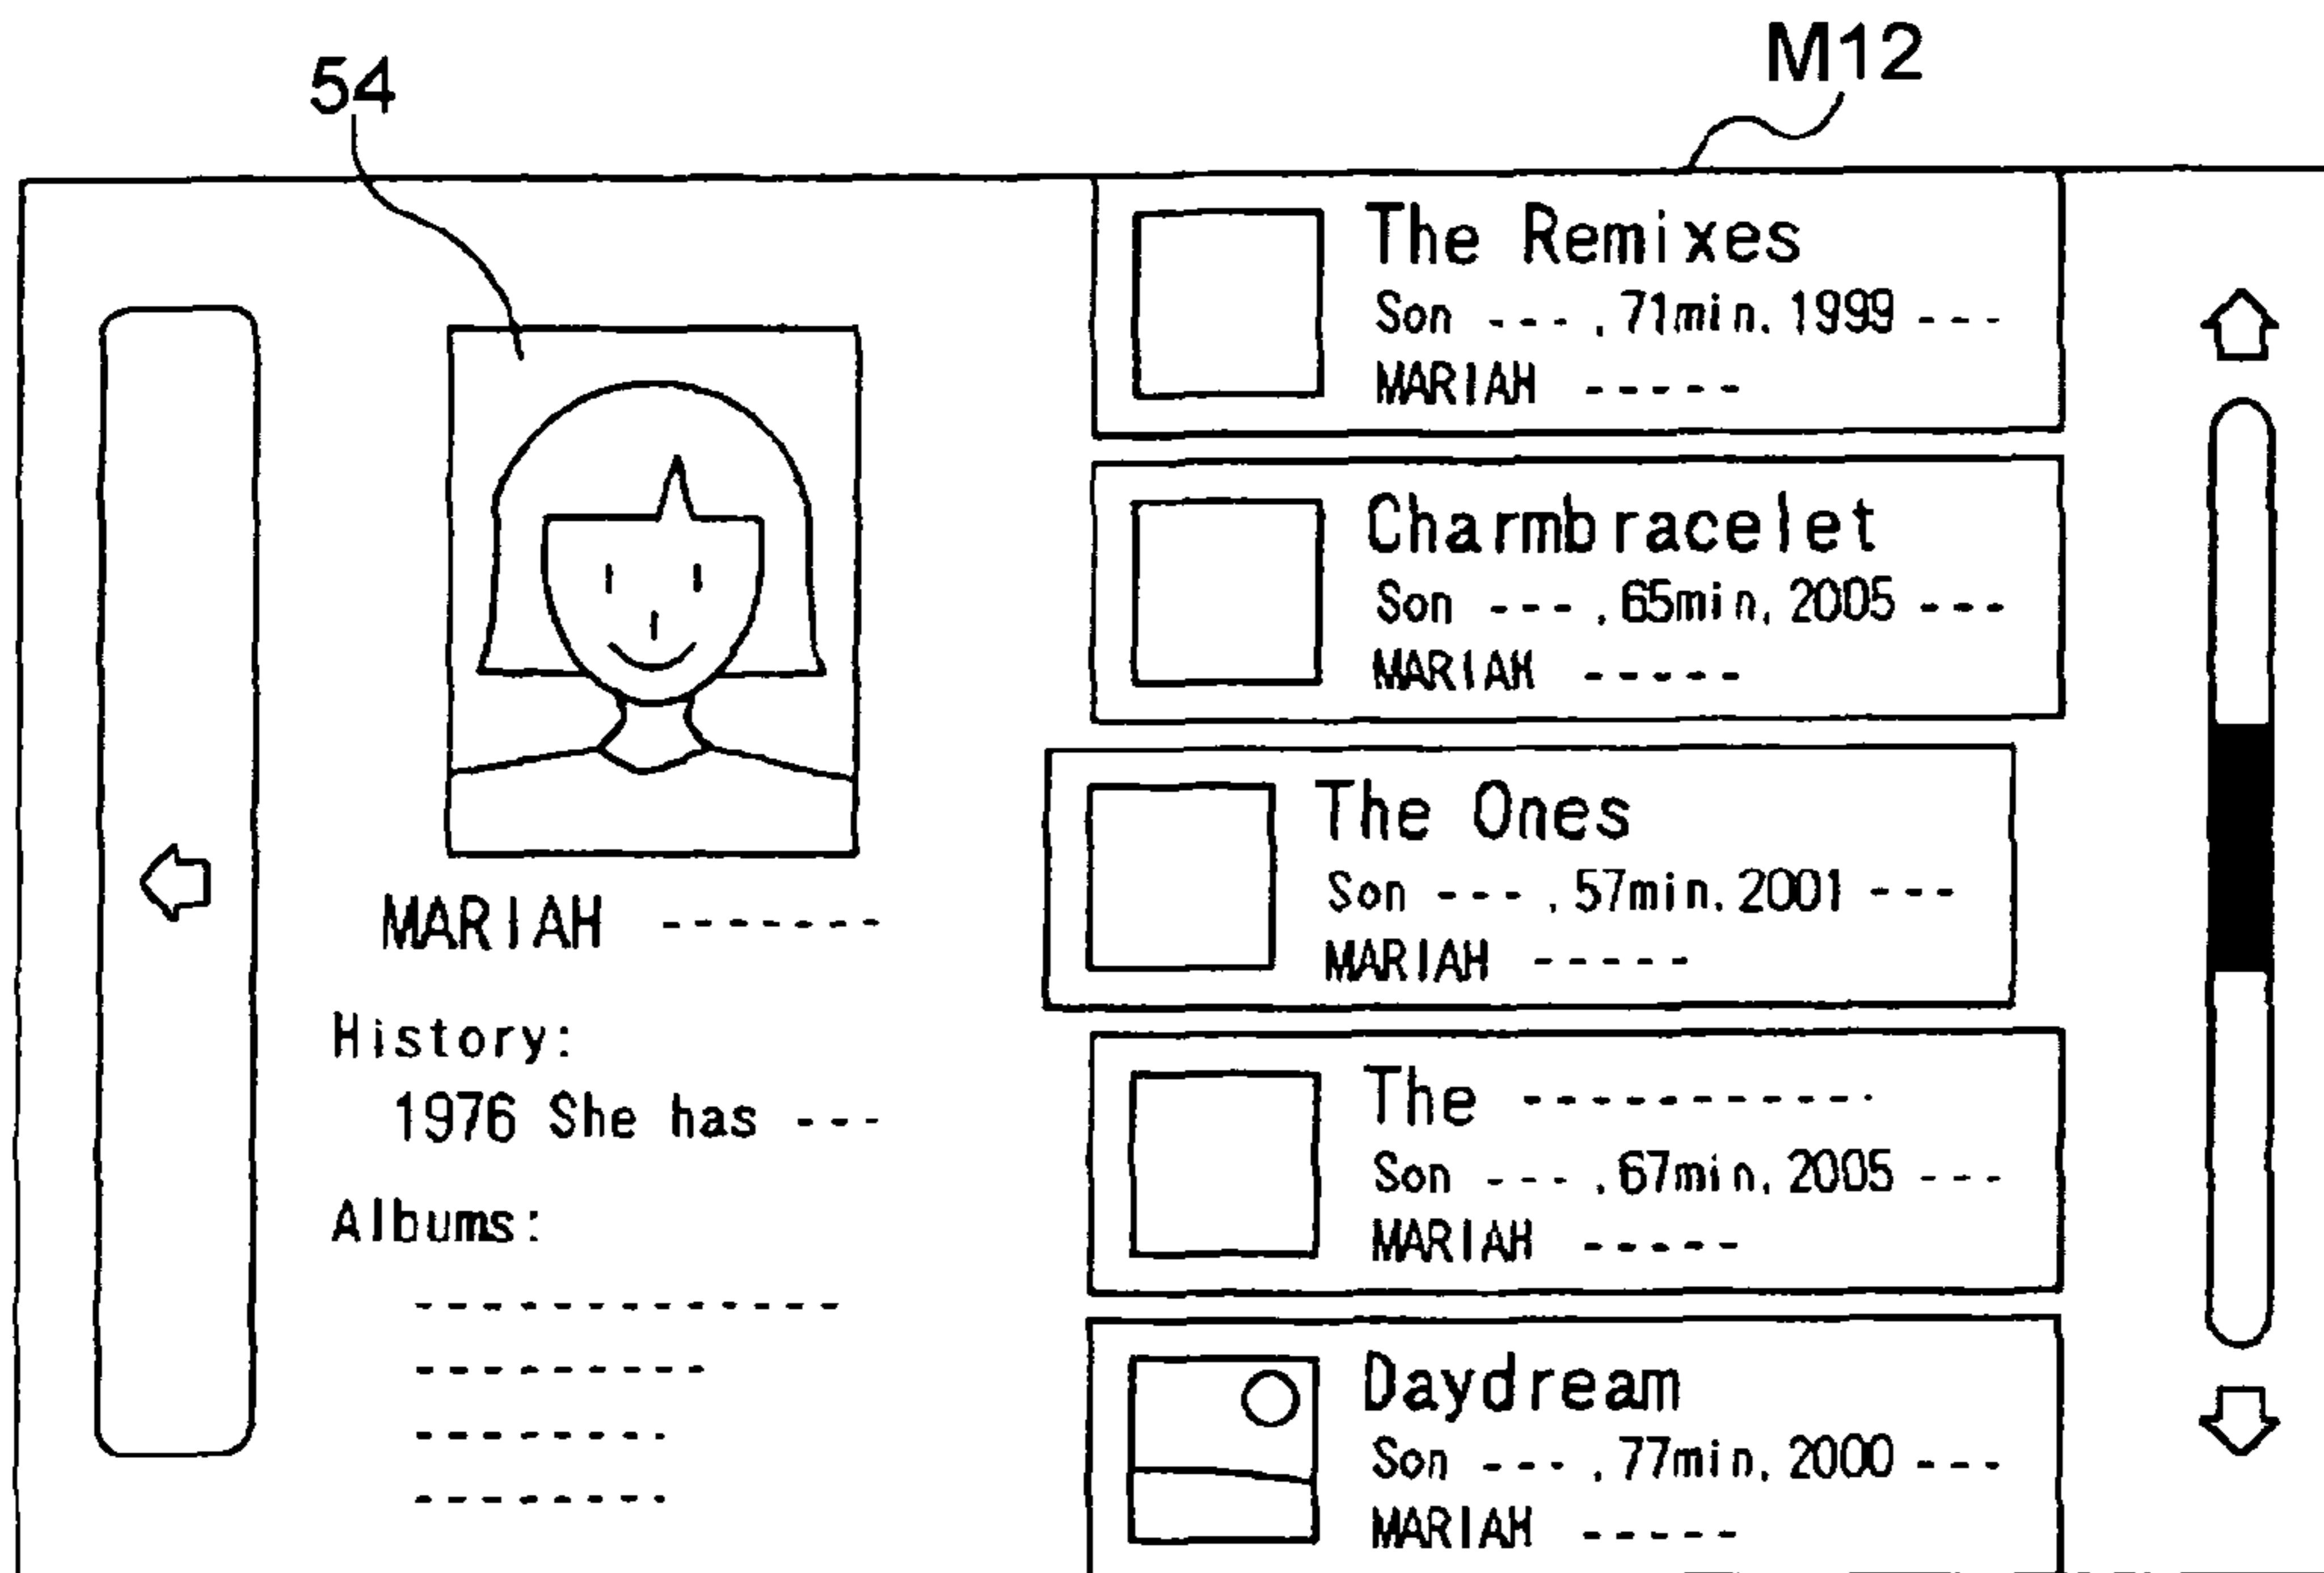 54
M12
MARIAH -------
History:
1976 She has ---
Albums:
The Remixes
Son --- , 71min, 1999 ---
MARIAH -----
Charmbracelet
Son --- , 65min, 2005 ---
MARIAH -----
The Ones
Son --- , 57min, 2001 ---
MARIAH -----
The -----------
Son --- , 67min, 2005 ---
MARIAH -----
Daydream
Son --- , 77min, 2000 ---
MARIAH -----